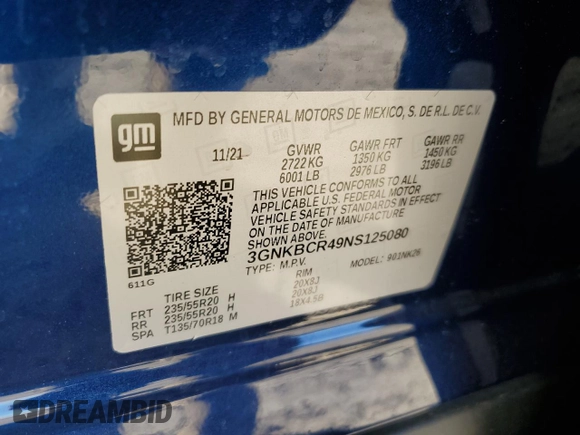 gm
MFD BY GENERAL MOTORS DE MEXICO, S. DE R.L. DE C.V.
11/21 GVWR GAWR FRT GAWR RR
2722 KG 1350 KG 1450 KG
6001 LB 2976 LB 3196 LB
THIS VEHICLE CONFORMS TO ALL
APPLICABLE U.S. FEDERAL MOTOR
VEHICLE SAFETY STANDARDS IN EFFECT
ON THE DATE OF MANUFACTURE
SHOWN ABOVE.
3GNKBCR49NS125080
TYPE: M.P.V. MODEL: 901NK26
611G
TIRE SIZE RIM
FRT 235/55R20 H 20X8J
RR 235/55R20 H 20X8J
SPA T135/70R18 M 18X4.5B
DREAMBID